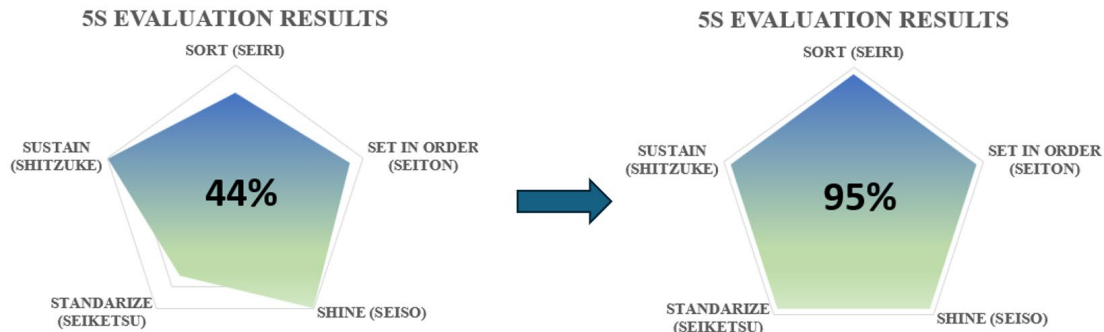 5S EVALUATION RESULTS
SORT (SEIRI)
SUSTAIN
(SHITZUKE)
SET IN ORDER
(SEITON)
44%
STANDARIZE
(SEIKETSU)
SHINE (SEISO)
5S EVALUATION RESULTS
SORT (SEIRI)
SUSTAIN
(SHITZUKE)
SET IN ORDER
(SEITON)
95%
STANDARIZE
(SEIKETSU)
SHINE (SEISO)